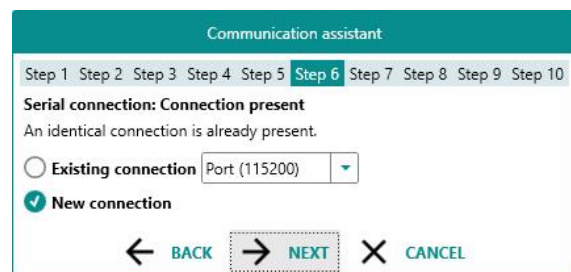 Communication assistant
Step 1 Step 2 Step 3 Step 4 Step 5 Step 6 Step 7 Step 8 Step 9 Step 10
Serial connection: Connection present
An identical connection is already present.
Existing connection Port (115200)
New connection
BACK NEXT CANCEL